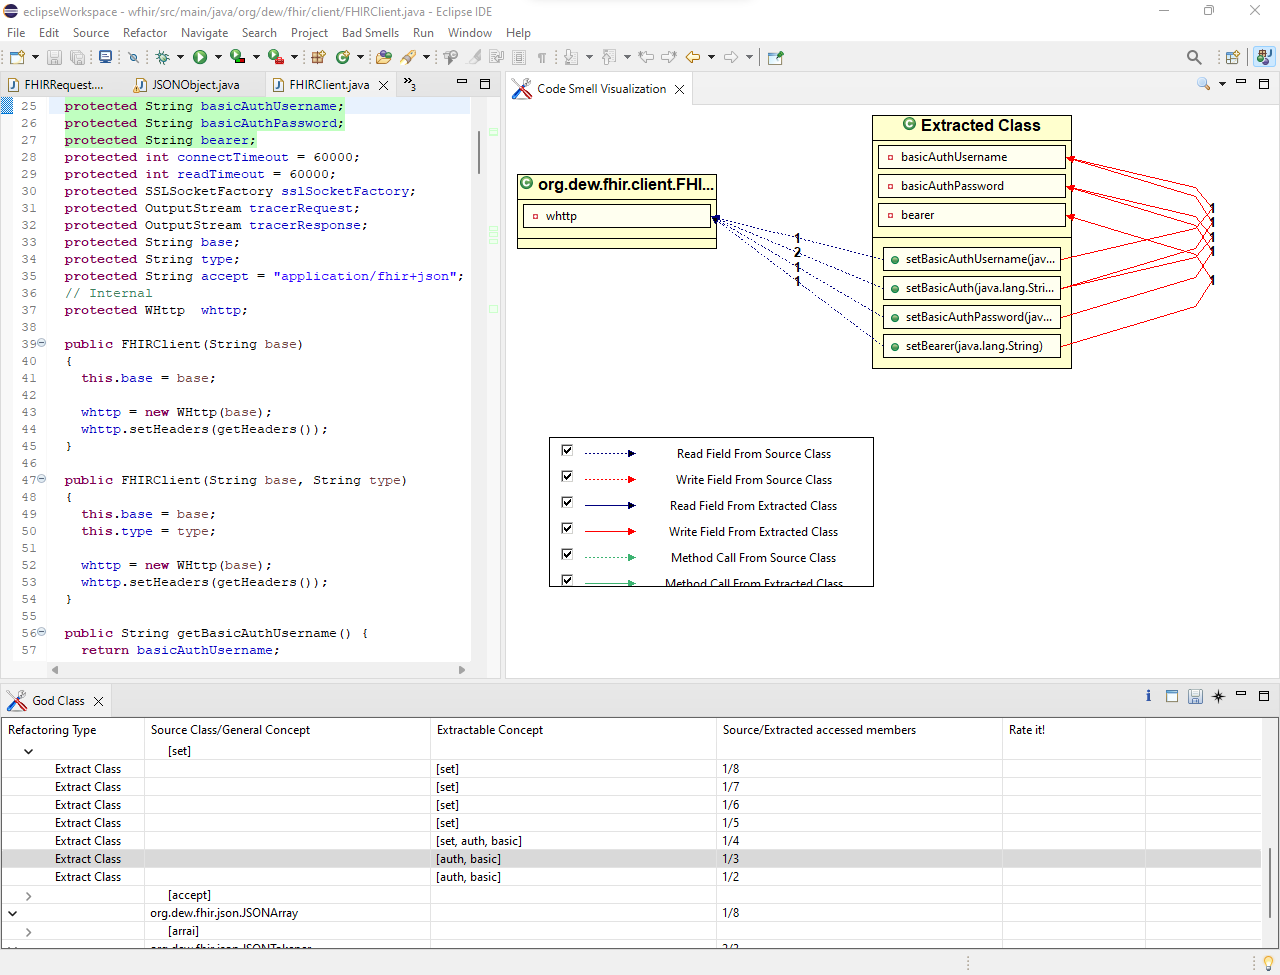 eclipseWorkspace - wfhir/src/main/java/org/dew/fhir/client/FHIRClient.java - Eclipse IDE
File Edit Source Refactor Navigate Search Project Bad Smells Run Window Help
FHIRRequest.... JSONObject.java FHIRClient.java »3
25 protected String basicAuthUsername;
26 protected String basicAuthPassword;
27 protected String bearer;
28 protected int connectTimeout = 60000;
29 protected int readTimeout = 60000;
30 protected SSLSocketFactory sslSocketFactory;
31 protected OutputStream tracerRequest;
32 protected OutputStream tracerResponse;
33 protected String base;
34 protected String type;
35 protected String accept = "application/fhir+json";
36 // Internal
37 protected WHttp whttp;
38
39 public FHIRClient(String base)
40 {
41 this.base = base;
42
43 whttp = new WHttp(base);
44 whttp.setHeaders(getHeaders());
45 }
46
47 public FHIRClient(String base, String type)
48 {
49 this.base = base;
50 this.type = type;
51
52 whttp = new WHttp(base);
53 whttp.setHeaders(getHeaders());
54 }
55
56 public String getBasicAuthUsername() {
57 return basicAuthUsername;
Code Smell Visualization
org.dew.fhir.client.FHI...
whttp
1
2
1
1
Extracted Class
basicAuthUsername
basicAuthPassword
bearer
setBasicAuthUsername(jav...
setBasicAuth(java.lang.Stri...
setBasicAuthPassword(jav...
setBearer(java.lang.String)
1
1
1
1
1
Read Field From Source Class
Write Field From Source Class
Read Field From Extracted Class
Write Field From Extracted Class
Method Call From Source Class
Method Call From Extracted Class
God Class
Refactoring Type Source Class/General Concept Extractable Concept Source/Extracted accessed members Rate it!
[set]
Extract Class [set] 1/8
Extract Class [set] 1/7
Extract Class [set] 1/6
Extract Class [set] 1/5
Extract Class [set, auth, basic] 1/4
Extract Class [auth, basic] 1/3
Extract Class [auth, basic] 1/2
[accept]
org.dew.fhir.json.JSONArray 1/8
[arrai]